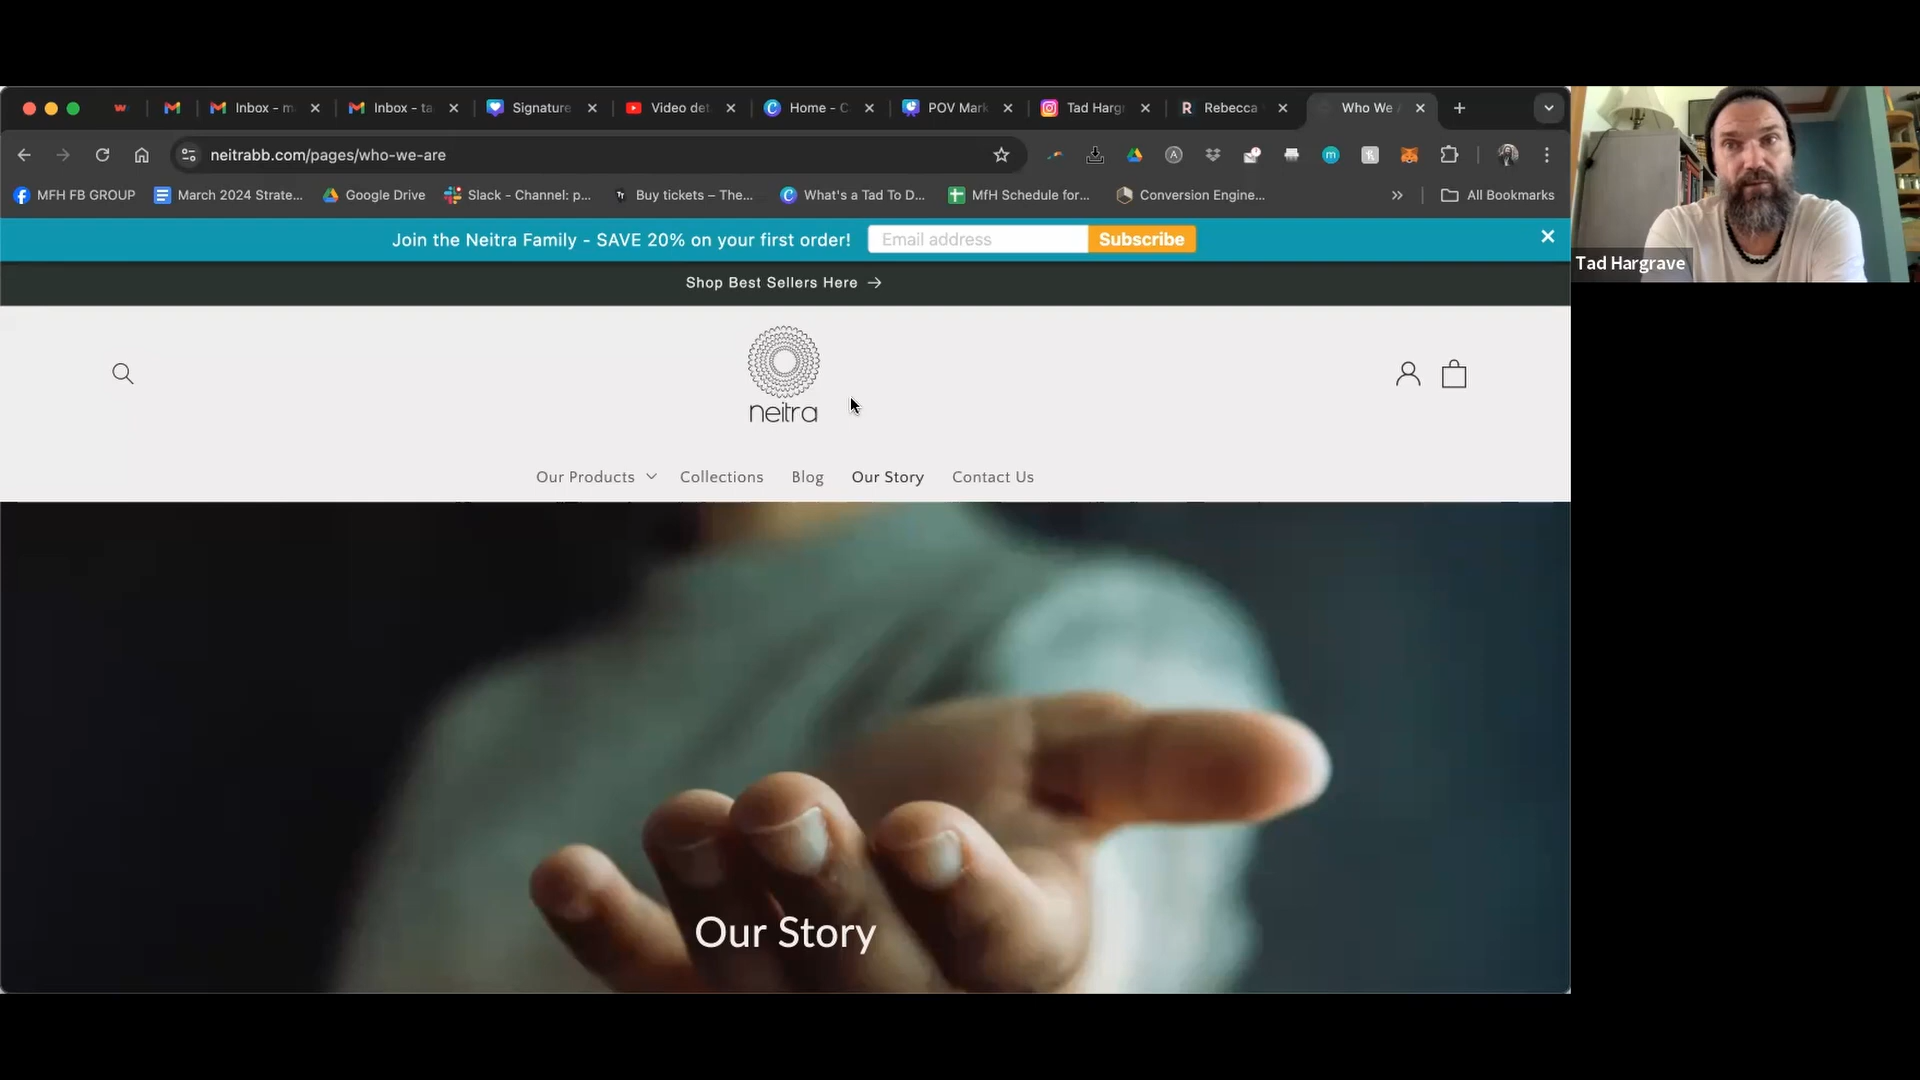 Inbox - m
Inbox - ta
Signature
Video det
Home - C
POV Mark
Tad Hargr
Rebecca
Who We A
neitrabb.com/pages/who-we-are
MFH FB GROUP
March 2024 Strate...
Google Drive
Slack - Channel: p...
Buy tickets – The...
What's a Tad To D...
MfH Schedule for...
Conversion Engine...
All Bookmarks
Join the Neitra Family - SAVE 20% on your first order!
Email address
Subscribe
Tad Hargrave
Shop Best Sellers Here →
neitra
Our Products
Collections
Blog
Our Story
Contact Us
Our Story